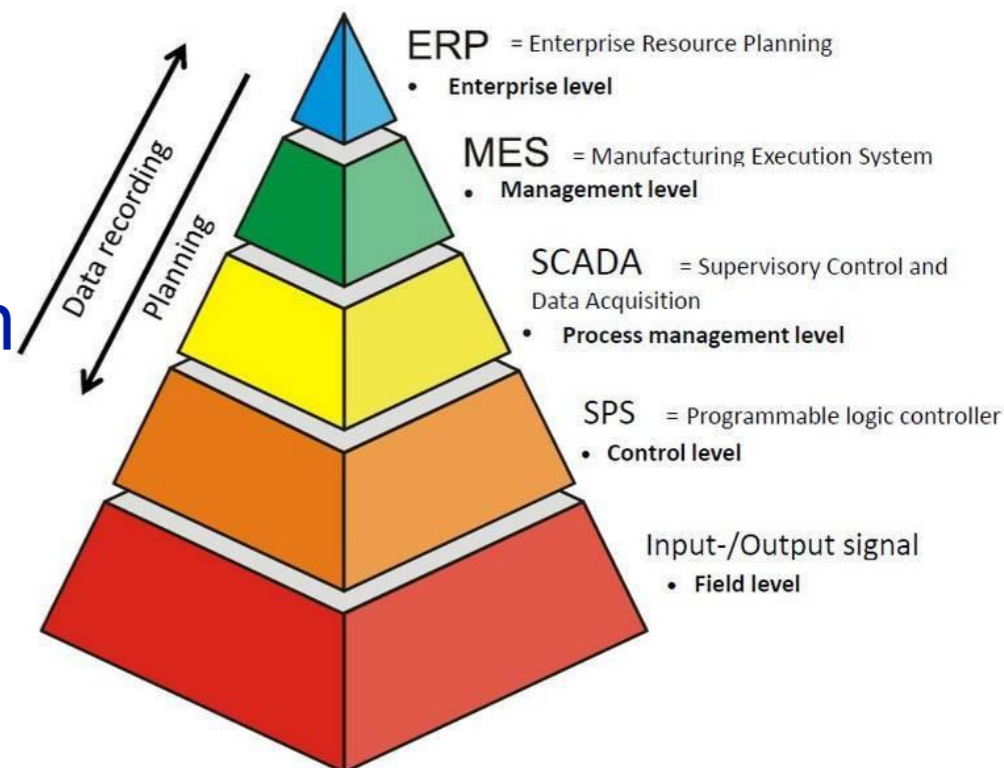 ERP = Enterprise Resource Planning
• Enterprise level
MES = Manufacturing Execution System
• Management level
Data recording
Planning
SCADA = Supervisory Control and
Data Acquisition
• Process management level
n
SPS = Programmable logic controller
• Control level
Input-/Output signal
• Field level